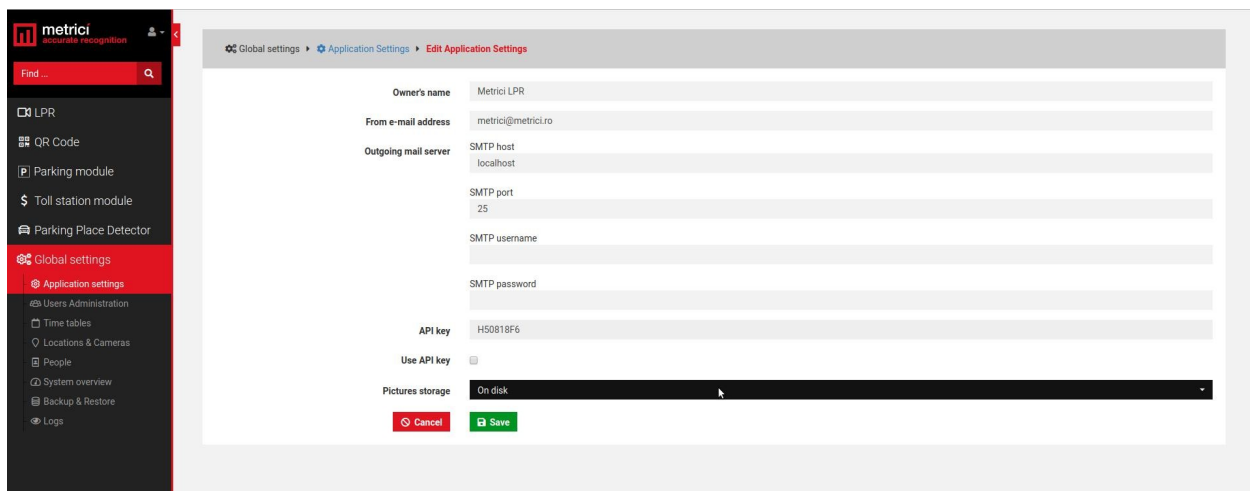 metrici
accurate recognition
Find ...
LPR
QR Code
Parking module
Toll station module
Parking Place Detector
Global settings
Application settings
Users Administration
Time tables
Locations & Cameras
People
System overview
Backup & Restore
Logs
Global settings Application Settings Edit Application Settings
Owner's name Metrici LPR
From e-mail address metrici@metrici.ro
Outgoing mail server SMTP host
localhost
SMTP port
25
SMTP username
SMTP password
API key H50818F6
Use API key
Pictures storage On disk
Cancel Save